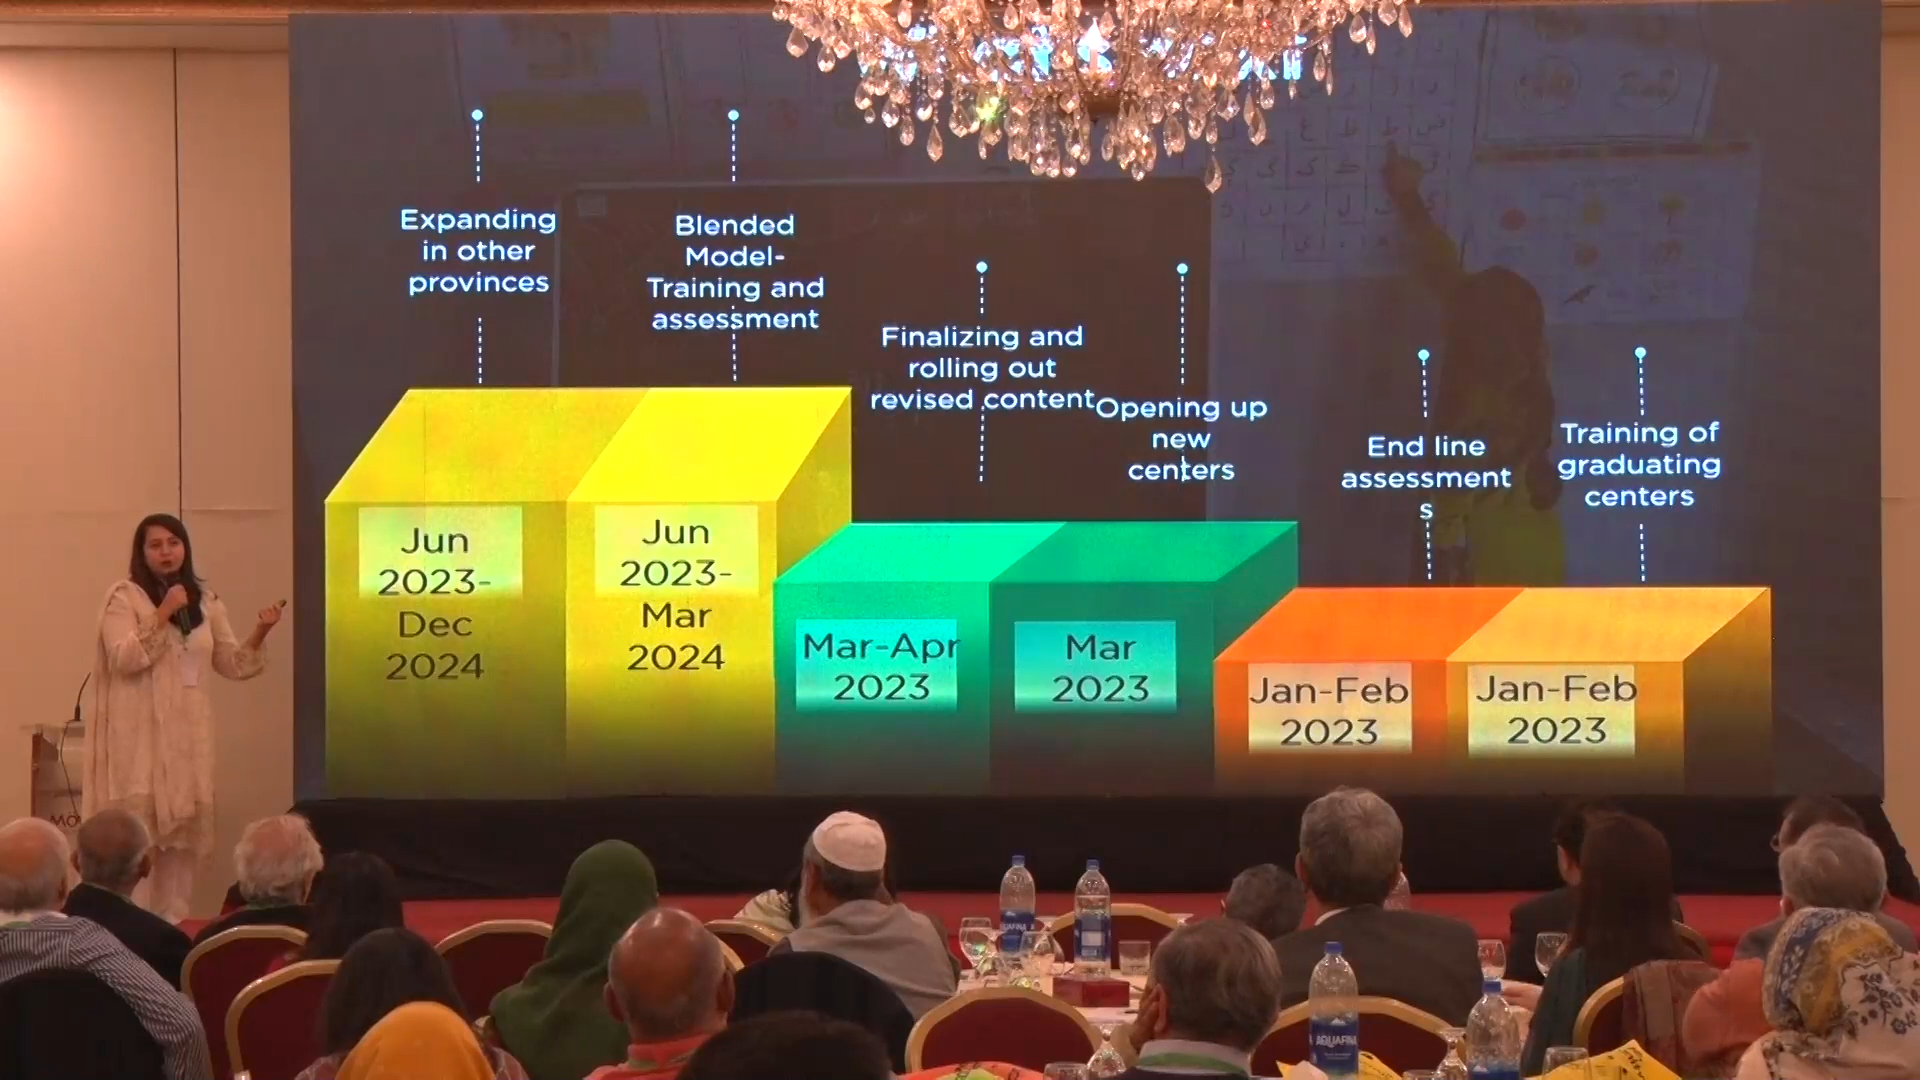 Expanding
in other
provinces
Blended
Model-
Training and
assessment
Finalizing and
rolling out
revised content
Opening up
new
centers
End line
assessment
s
Training of
graduating
centers
Jun
2023-
Dec
2024
Jun
2023-
Mar
2024
Mar-Apr
2023
Mar
2023
Jan-Feb
2023
Jan-Feb
2023
AQUAFINA